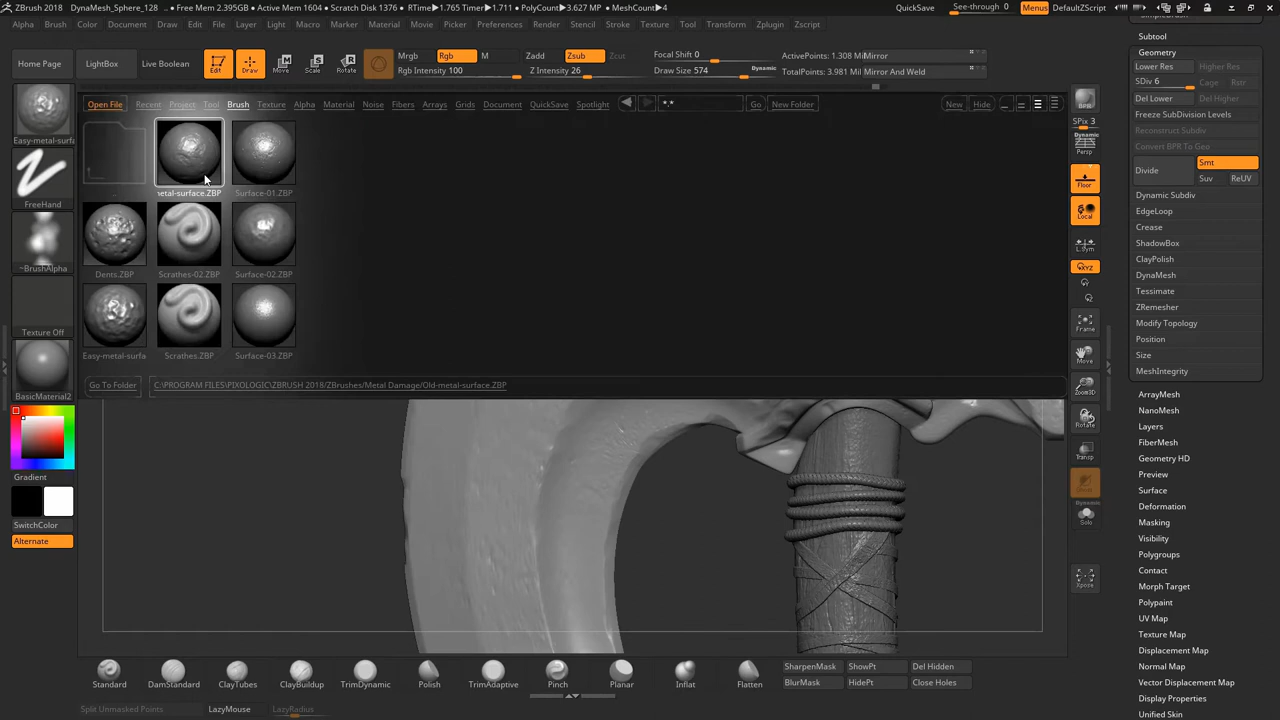 ZBrush 2018 DynaMesh_Sphere_128 • Free Mem 2.395GB • Active Mem 1604 • Scratch Disk 1376 • RTime▸1.765 Timer▸1.711 • PolyCount▸3.627 MP • MeshCount▸4 QuickSave See-through 0 Menus DefaultZScript
Alpha Brush Color Document Draw Edit File Layer Light Macro Marker Material Movie Picker Preferences Render Stencil Stroke Texture Tool Transform Zplugin Zscript
Home Page LightBox Live Boolean Edit Draw Move Scale Rotate
Mrgb Rgb M Zadd Zsub Zcut Focal Shift 0 ActivePoints: 1.308 Mil Mirror
Rgb Intensity 100 Z Intensity 26 Draw Size 574 Dynamic TotalPoints: 3.981 Mil Mirror And Weld
Open File Recent Project Tool Brush Texture Alpha Material Noise Fibers Arrays Grids Document QuickSave Spotlight *.* Go New Folder New Hide
Easy-metal-surfa
FreeHand
~BrushAlpha
Texture Off
BasicMaterial2
Gradient
SwitchColor
Alternate
..
metal-surface.ZBP Surface-01.ZBP
Dents.ZBP Scrathes-02.ZBP Surface-02.ZBP
Easy-metal-surfa Scrathes.ZBP Surface-03.ZBP
Go To Folder C:\PROGRAM FILES\PIXOLOGIC\ZBRUSH 2018/ZBrushes/Metal Damage/Old-metal-surface.ZBP
BPR
SPix 3
Dynamic
Persp
Floor
Local
L.Sym
XYZ
Frame
Move
Zoom3D
Rotate
Transp
Dynamic
Solo
Xpose
Subtool
Geometry
Lower Res Higher Res
SDiv 6 Cage Rstr
Del Lower Del Higher
Freeze SubDivision Levels
Reconstruct Subdiv
Convert BPR To Geo
Divide Smt
Suv ReUV
Dynamic Subdiv
EdgeLoop
Crease
ShadowBox
ClayPolish
DynaMesh
Tessimate
ZRemesher
Modify Topology
Position
Size
MeshIntegrity
ArrayMesh
NanoMesh
Layers
FiberMesh
Geometry HD
Preview
Surface
Deformation
Masking
Visibility
Polygroups
Contact
Morph Target
Polypaint
UV Map
Texture Map
Displacement Map
Normal Map
Vector Displacement Map
Display Properties
Unified Skin
Standard DamStandard ClayTubes ClayBuildup TrimDynamic Polish TrimAdaptive Pinch Planar Inflat Flatten
SharpenMask ShowPt Del Hidden
BlurMask HidePt Close Holes
Split Unmasked Points LazyMouse LazyRadius